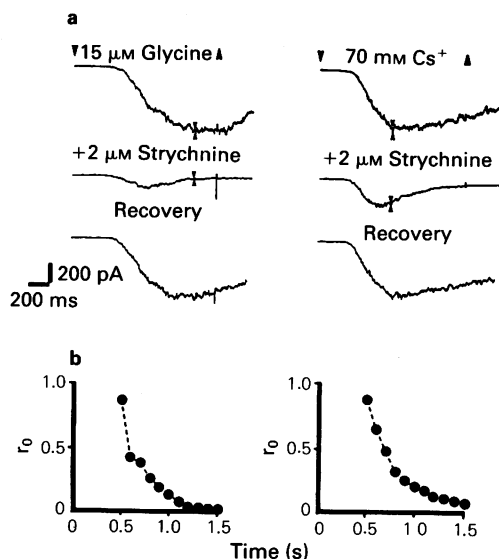 a
15 μM Glycine
70 mM Cs⁺
+2 μM Strychnine
+2 μM Strychnine
Recovery
Recovery
200 pA
200 ms
b
1.0
0.5
0
r₀
0 0.5 1.0 1.5
1.0
0.5
0
r₀
0 0.5 1.0 1.5
Time (s)